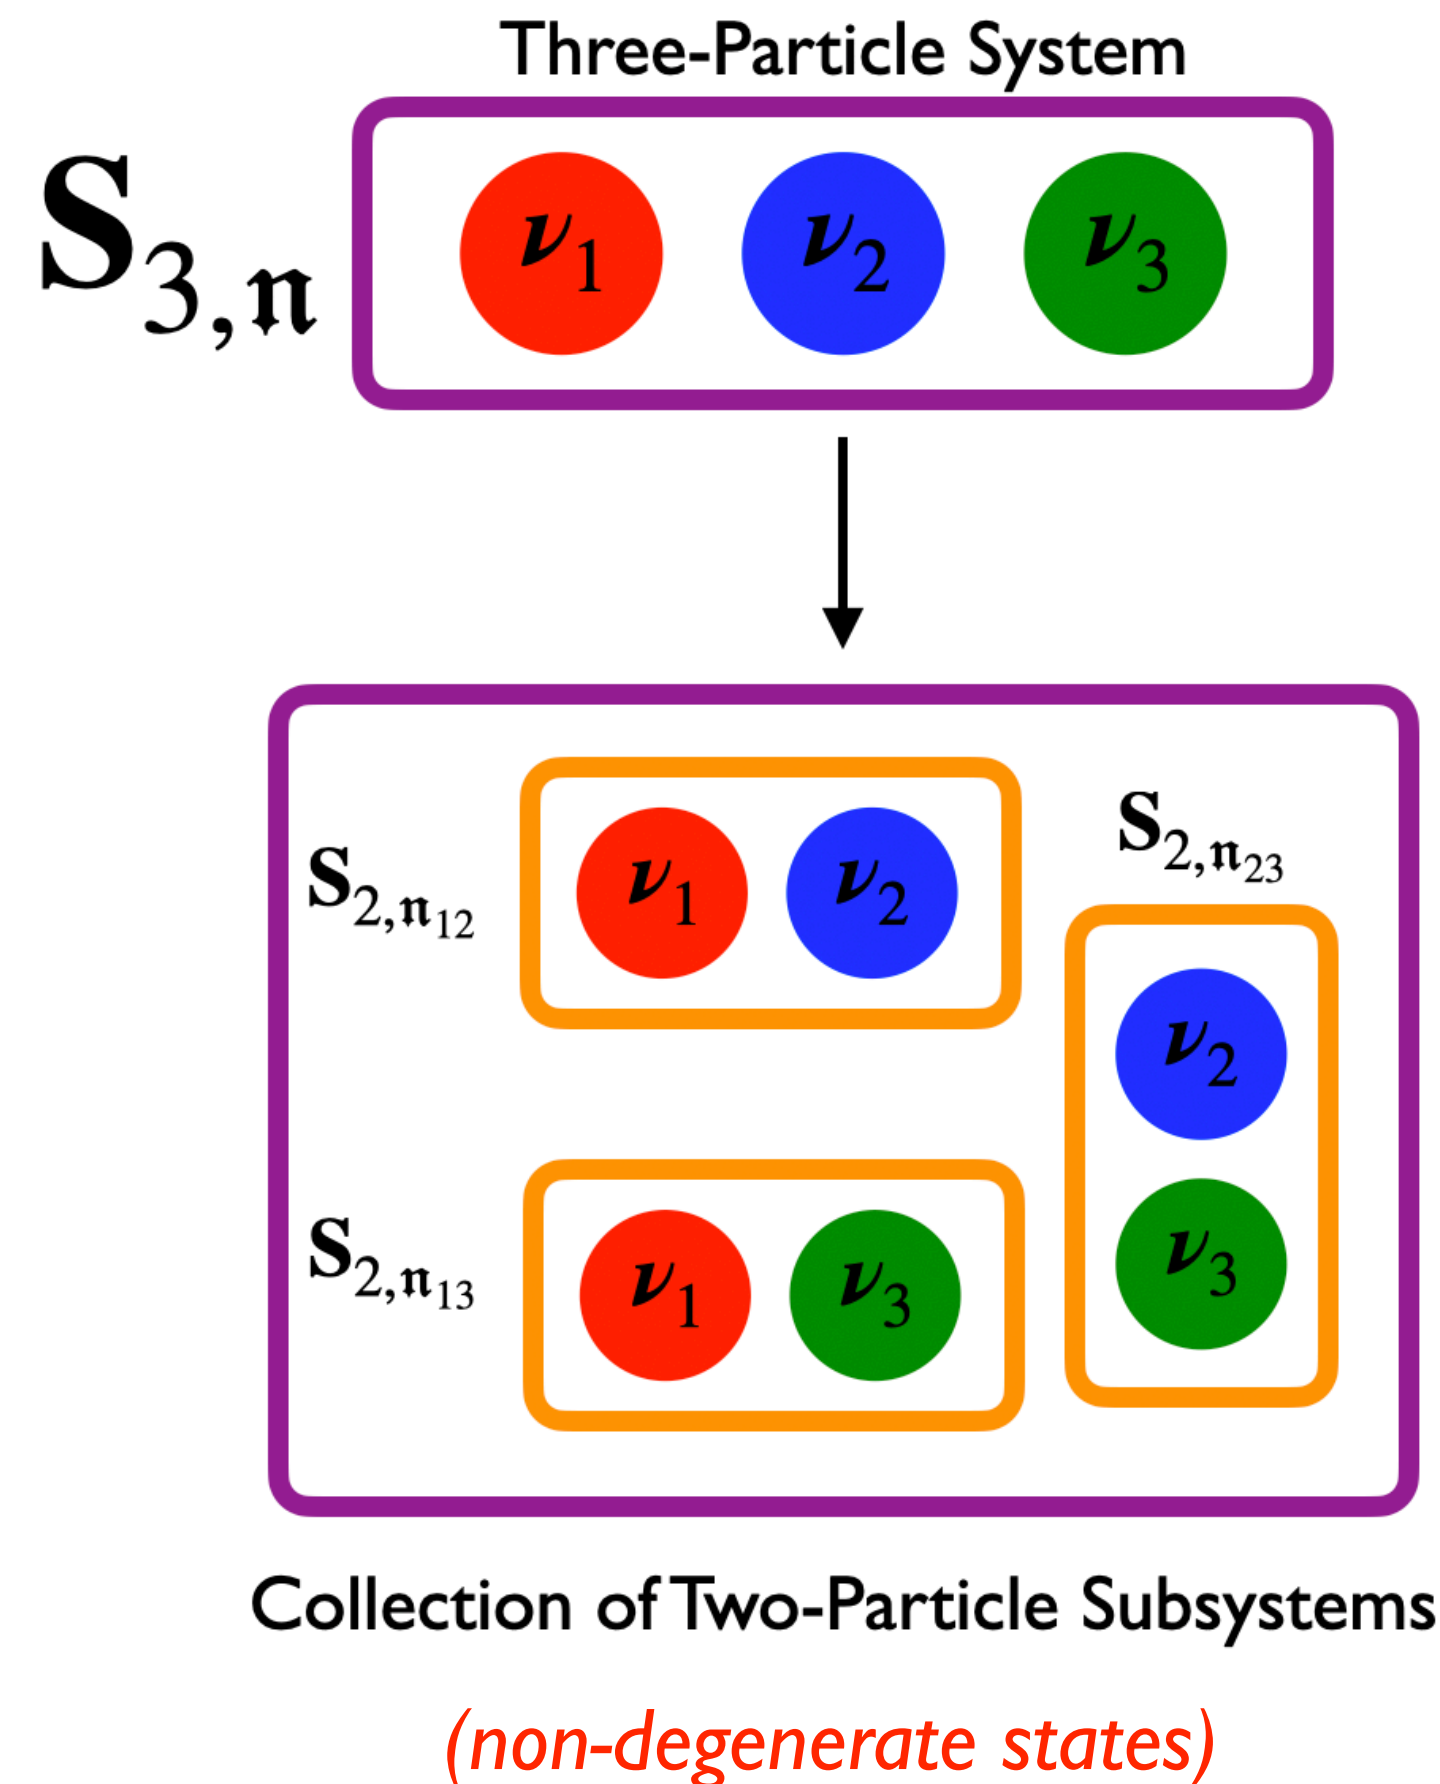 Three-Particle System
S3,𝔫
ν1 ν2 ν3
S2,𝔫12
ν1 ν2
S2,𝔫23
ν2
ν3
S2,𝔫13
ν1 ν3
Collection of Two-Particle Subsystems
(non-degenerate states)